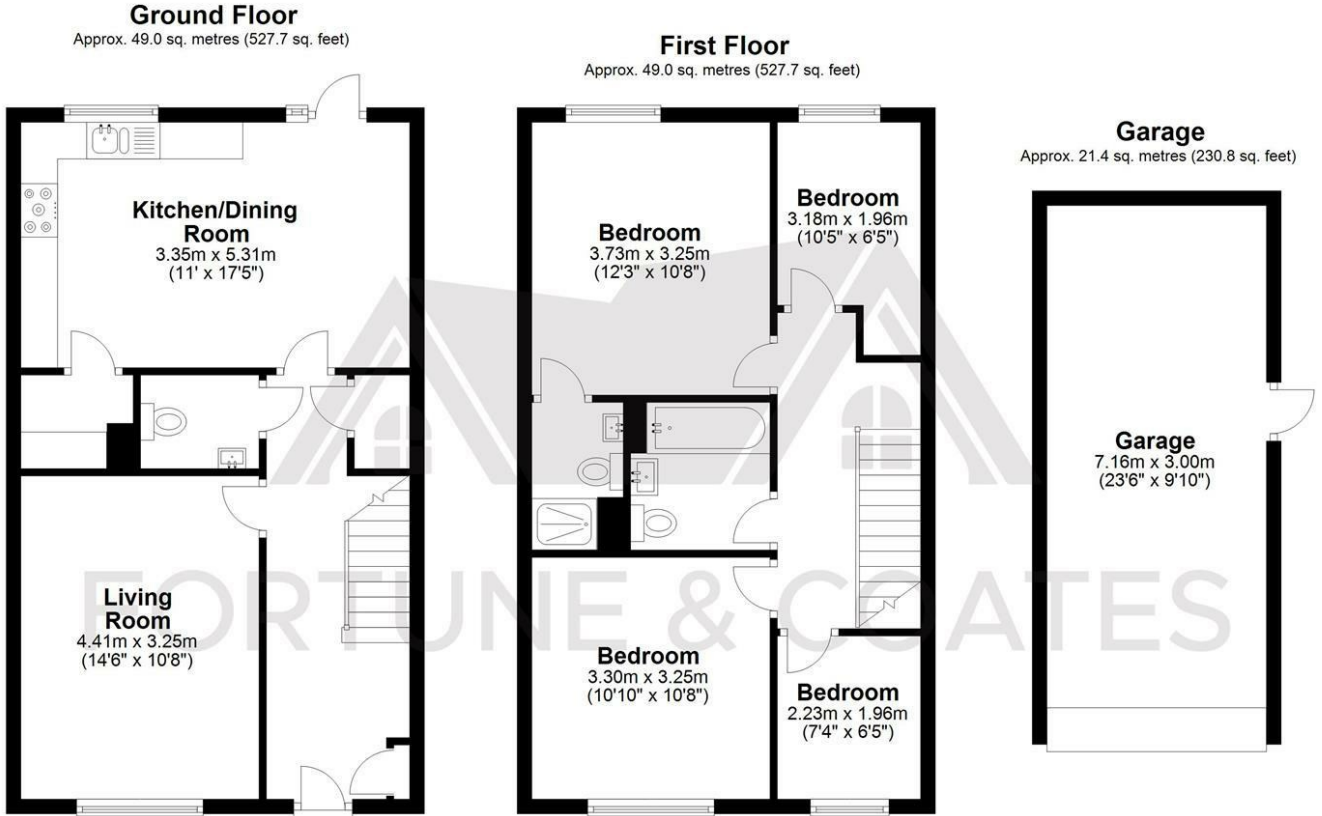 Ground Floor
Approx. 49.0 sq. metres (527.7 sq. feet)
Kitchen/Dining
Room
3.35m x 5.31m
(11' x 17'5")
Living
Room
4.41m x 3.25m
(14'6" x 10'8")
First Floor
Approx. 49.0 sq. metres (527.7 sq. feet)
Bedroom
3.73m x 3.25m
(12'3" x 10'8")
Bedroom
3.18m x 1.96m
(10'5" x 6'5")
Bedroom
3.30m x 3.25m
(10'10" x 10'8")
Bedroom
2.23m x 1.96m
(7'4" x 6'5")
Garage
Approx. 21.4 sq. metres (230.8 sq. feet)
Garage
7.16m x 3.00m
(23'6" x 9'10")
FORTUNE & COATES